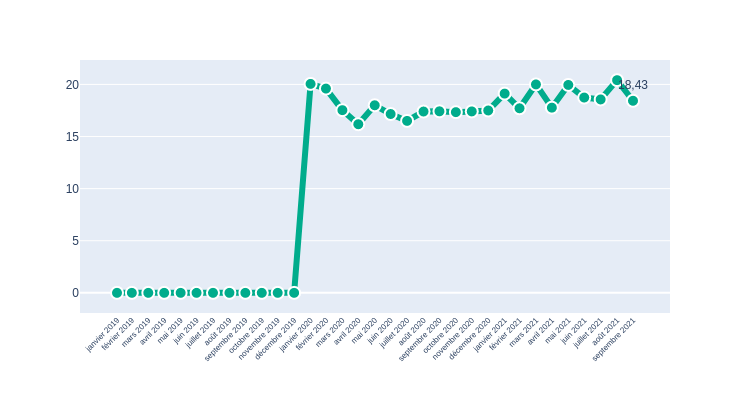 20
18,43
15
10
5
0
janvier 2019
février 2019
mars 2019
avril 2019
mai 2019
juin 2019
juillet 2019
août 2019
septembre 2019
octobre 2019
novembre 2019
décembre 2019
janvier 2020
février 2020
mars 2020
avril 2020
mai 2020
juin 2020
juillet 2020
août 2020
septembre 2020
octobre 2020
novembre 2020
décembre 2020
janvier 2021
février 2021
mars 2021
avril 2021
mai 2021
juin 2021
juillet 2021
août 2021
septembre 2021